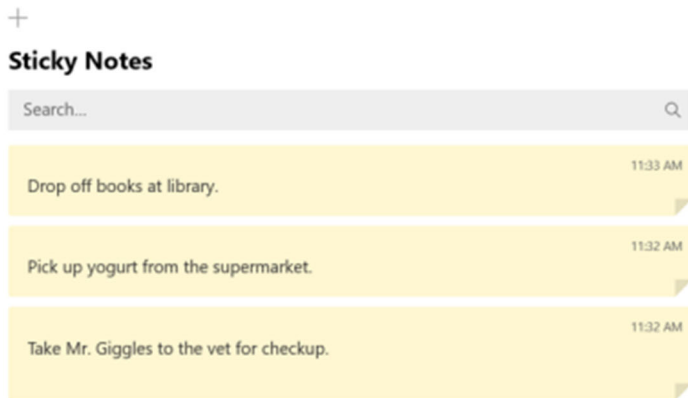 Sticky Notes
Search...
11:33 AM
Drop off books at library.
11:32 AM
Pick up yogurt from the supermarket.
11:32 AM
Take Mr. Giggles to the vet for checkup.